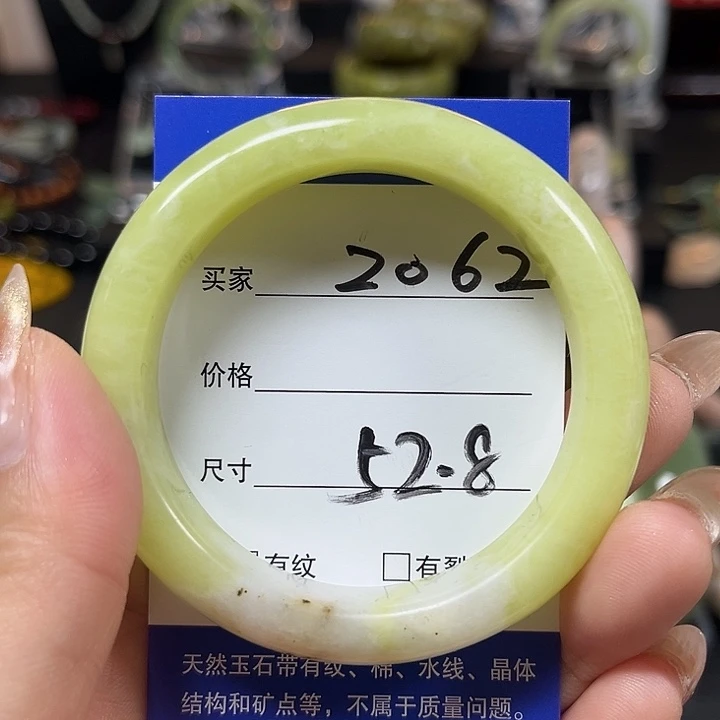 买家 2062
价格
尺寸 52.8
有纹 □有裂
天然玉石带有纹、棉、水线、晶体
结构和矿点等，不属于质量问题。